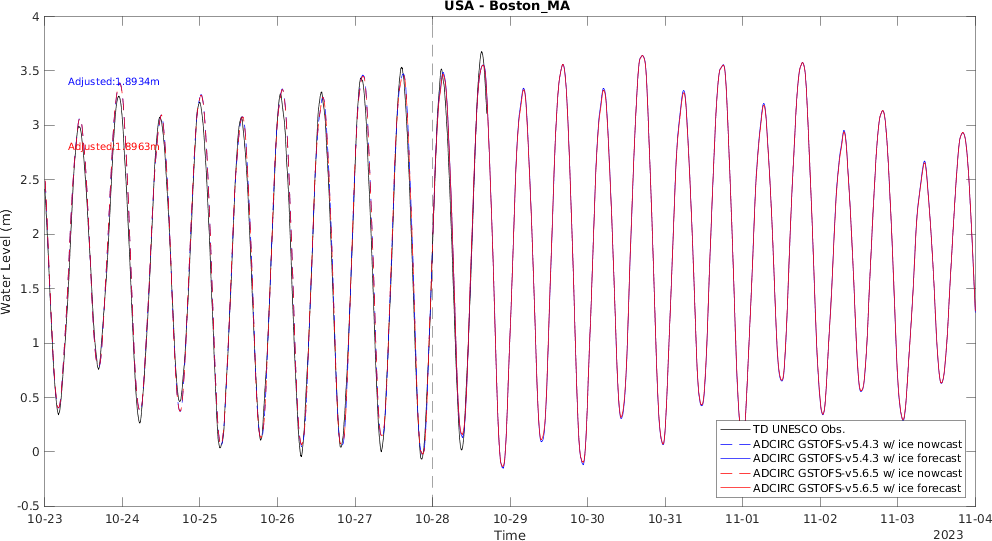 USA - Boston_MA
4
3.5
3
2.5
2
1.5
1
0.5
0
-0.5
Water Level (m)
Adjusted:1.8934m
Adjusted:1.8963m
TD UNESCO Obs.
ADCIRC GSTOFS-v5.4.3 w/ ice nowcast
ADCIRC GSTOFS-v5.4.3 w/ ice forecast
ADCIRC GSTOFS-v5.6.5 w/ ice nowcast
ADCIRC GSTOFS-v5.6.5 w/ ice forecast
10-23 10-24 10-25 10-26 10-27 10-28 10-29 10-30 10-31 11-01 11-02 11-03 11-04
Time
2023